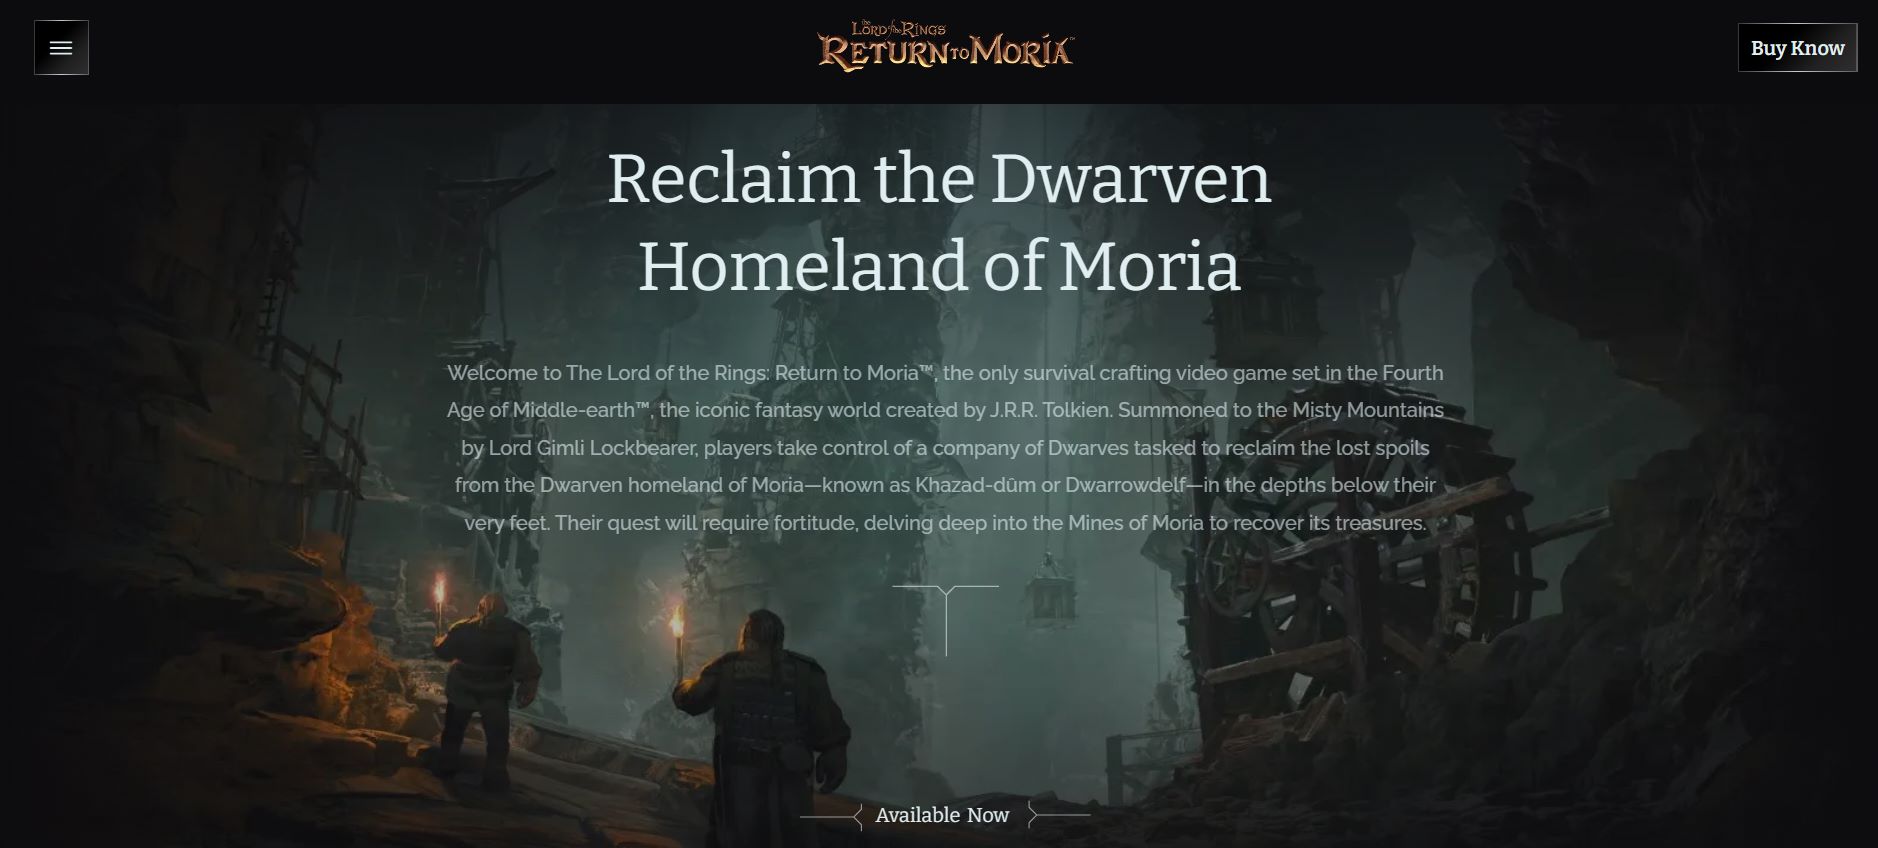 the Lord of the Rings
Return to Moria™
Buy Know
Reclaim the Dwarven
Homeland of Moria
Welcome to The Lord of the Rings: Return to Moria™, the only survival crafting video game set in the Fourth
Age of Middle-earth™, the iconic fantasy world created by J.R.R. Tolkien. Summoned to the Misty Mountains
by Lord Gimli Lockbearer, players take control of a company of Dwarves tasked to reclaim the lost spoils
from the Dwarven homeland of Moria—known as Khazad-dûm or Dwarrowdelf—in the depths below their
very feet. Their quest will require fortitude, delving deep into the Mines of Moria to recover its treasures.
Available Now